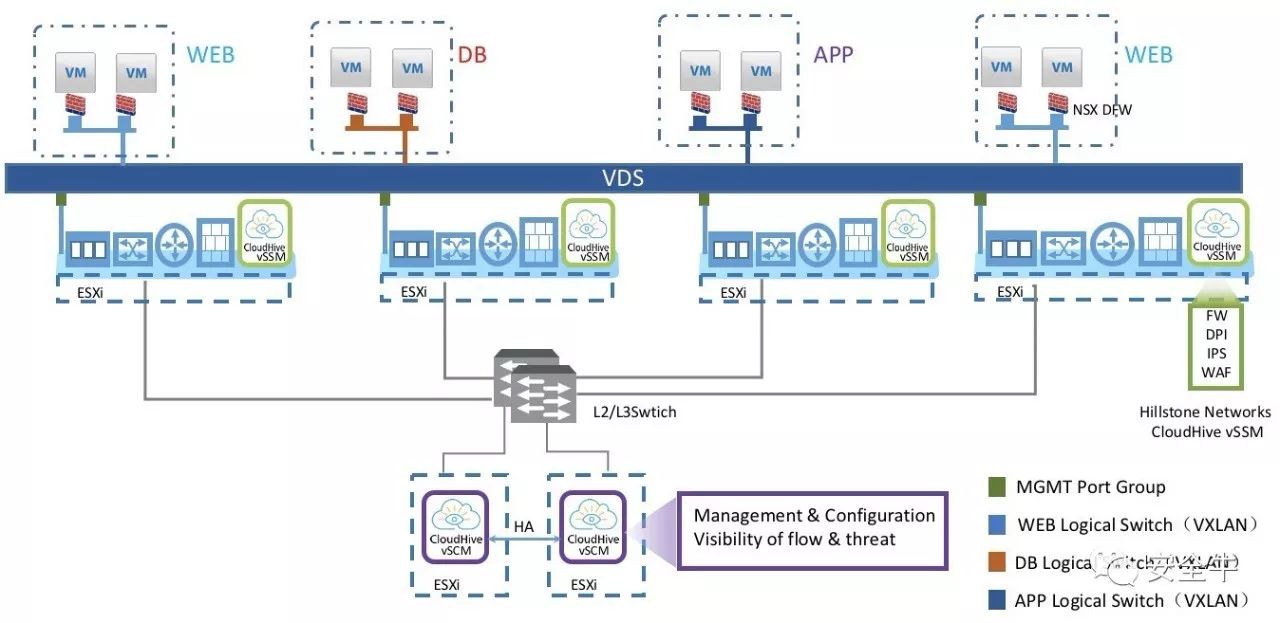 WEB
DB
APP
WEB
VM
VM
VM
VM
VM
VM
VM
VM
NSX DFW
VDS
CloudHive
vSSM
CloudHive
vSSM
CloudHive
vSSM
CloudHive
vSSM
ESXi
ESXi
ESXi
ESXi
FW
DPI
IPS
WAF
L2/L3Swtich
Hillstone Networks
CloudHive vSSM
CloudHive
vSCM
HA
CloudHive
vSCM
ESXi
ESXi
Management & Configuration
Visibility of flow & threat
MGMT Port Group
WEB Logical Switch（VXLAN）
DB Logical Switch（VXLAN）
APP Logical Switch（VXLAN）
安全牛